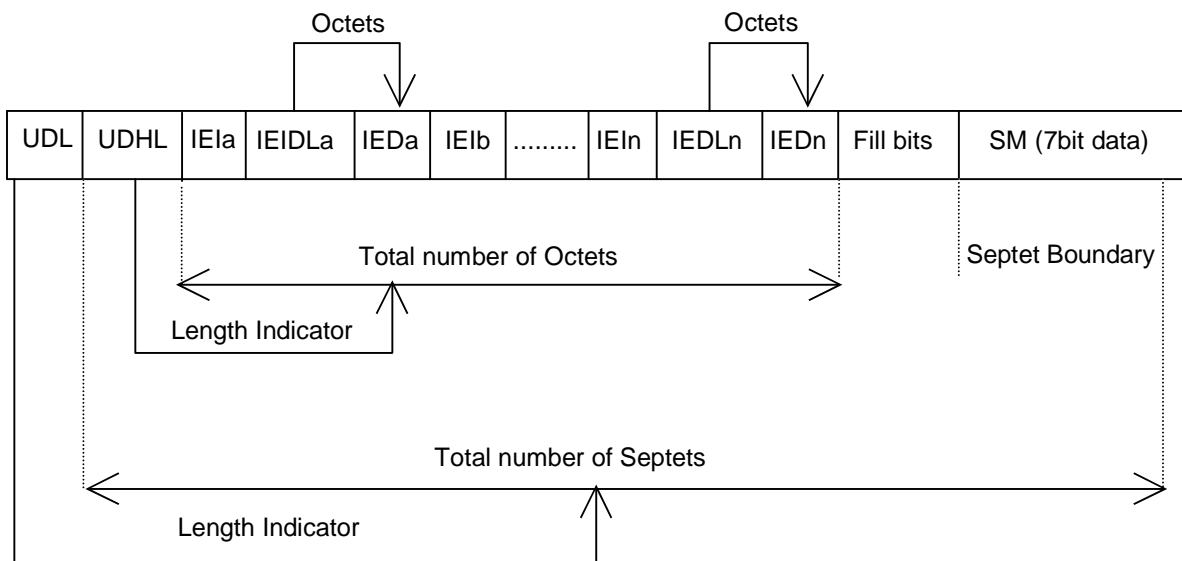 Octets Octets
UDL UDHL IEIa IEIDLa IEDa IEIb ......... IEIn IEDLn IEDn Fill bits SM (7bit data)
Total number of Octets Septet Boundary
Length Indicator
Total number of Septets
Length Indicator